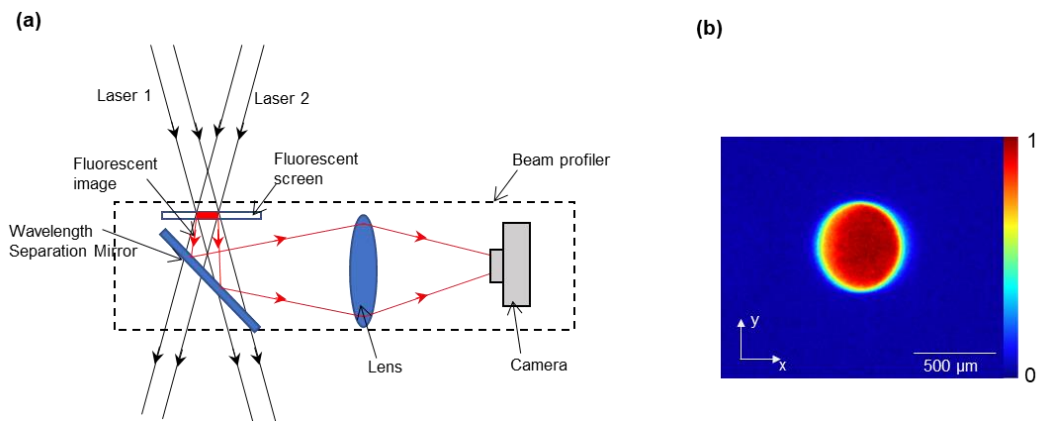 (a)
(b)
Laser 1
Laser 2
Fluorescent
image
Fluorescent
screen
Beam profiler
Wavelength
Separation Mirror
Lens
Camera
1
y
x
500 µm
0